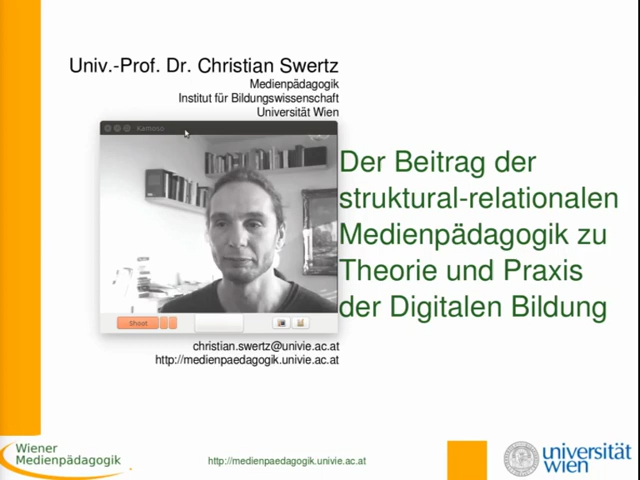 Univ.-Prof. Dr. Christian Swertz
Medienpädagogik
Institut für Bildungswissenschaft
Universität Wien
Kamoso
Shoot
Der Beitrag der
struktural-relationalen
Medienpädagogik zu
Theorie und Praxis
der Digitalen Bildung
christian.swertz@univie.ac.at
http://medienpaedagogik.univie.ac.at
Wiener
Medienpädagogik
http://medienpaedagogik.univie.ac.at
universität
wien